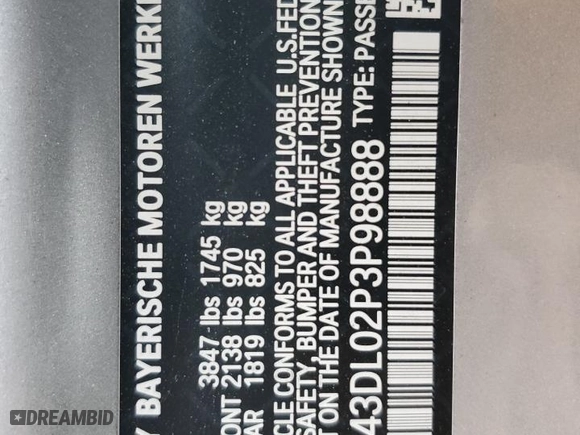 BAYERISCHE MOTOREN WERKE
3847 lbs 1745 kg
ONT 2138 lbs 970 kg
AR 1819 lbs 825 kg
CLE CONFORMS TO ALL APPLICABLE U.S.FED
SAFETY, BUMPER AND THEFT PREVENTION
T ON THE DATE OF MANUFACTURE SHOWN
43DL02P3P98888 TYPE: PASSE
DREAMBID